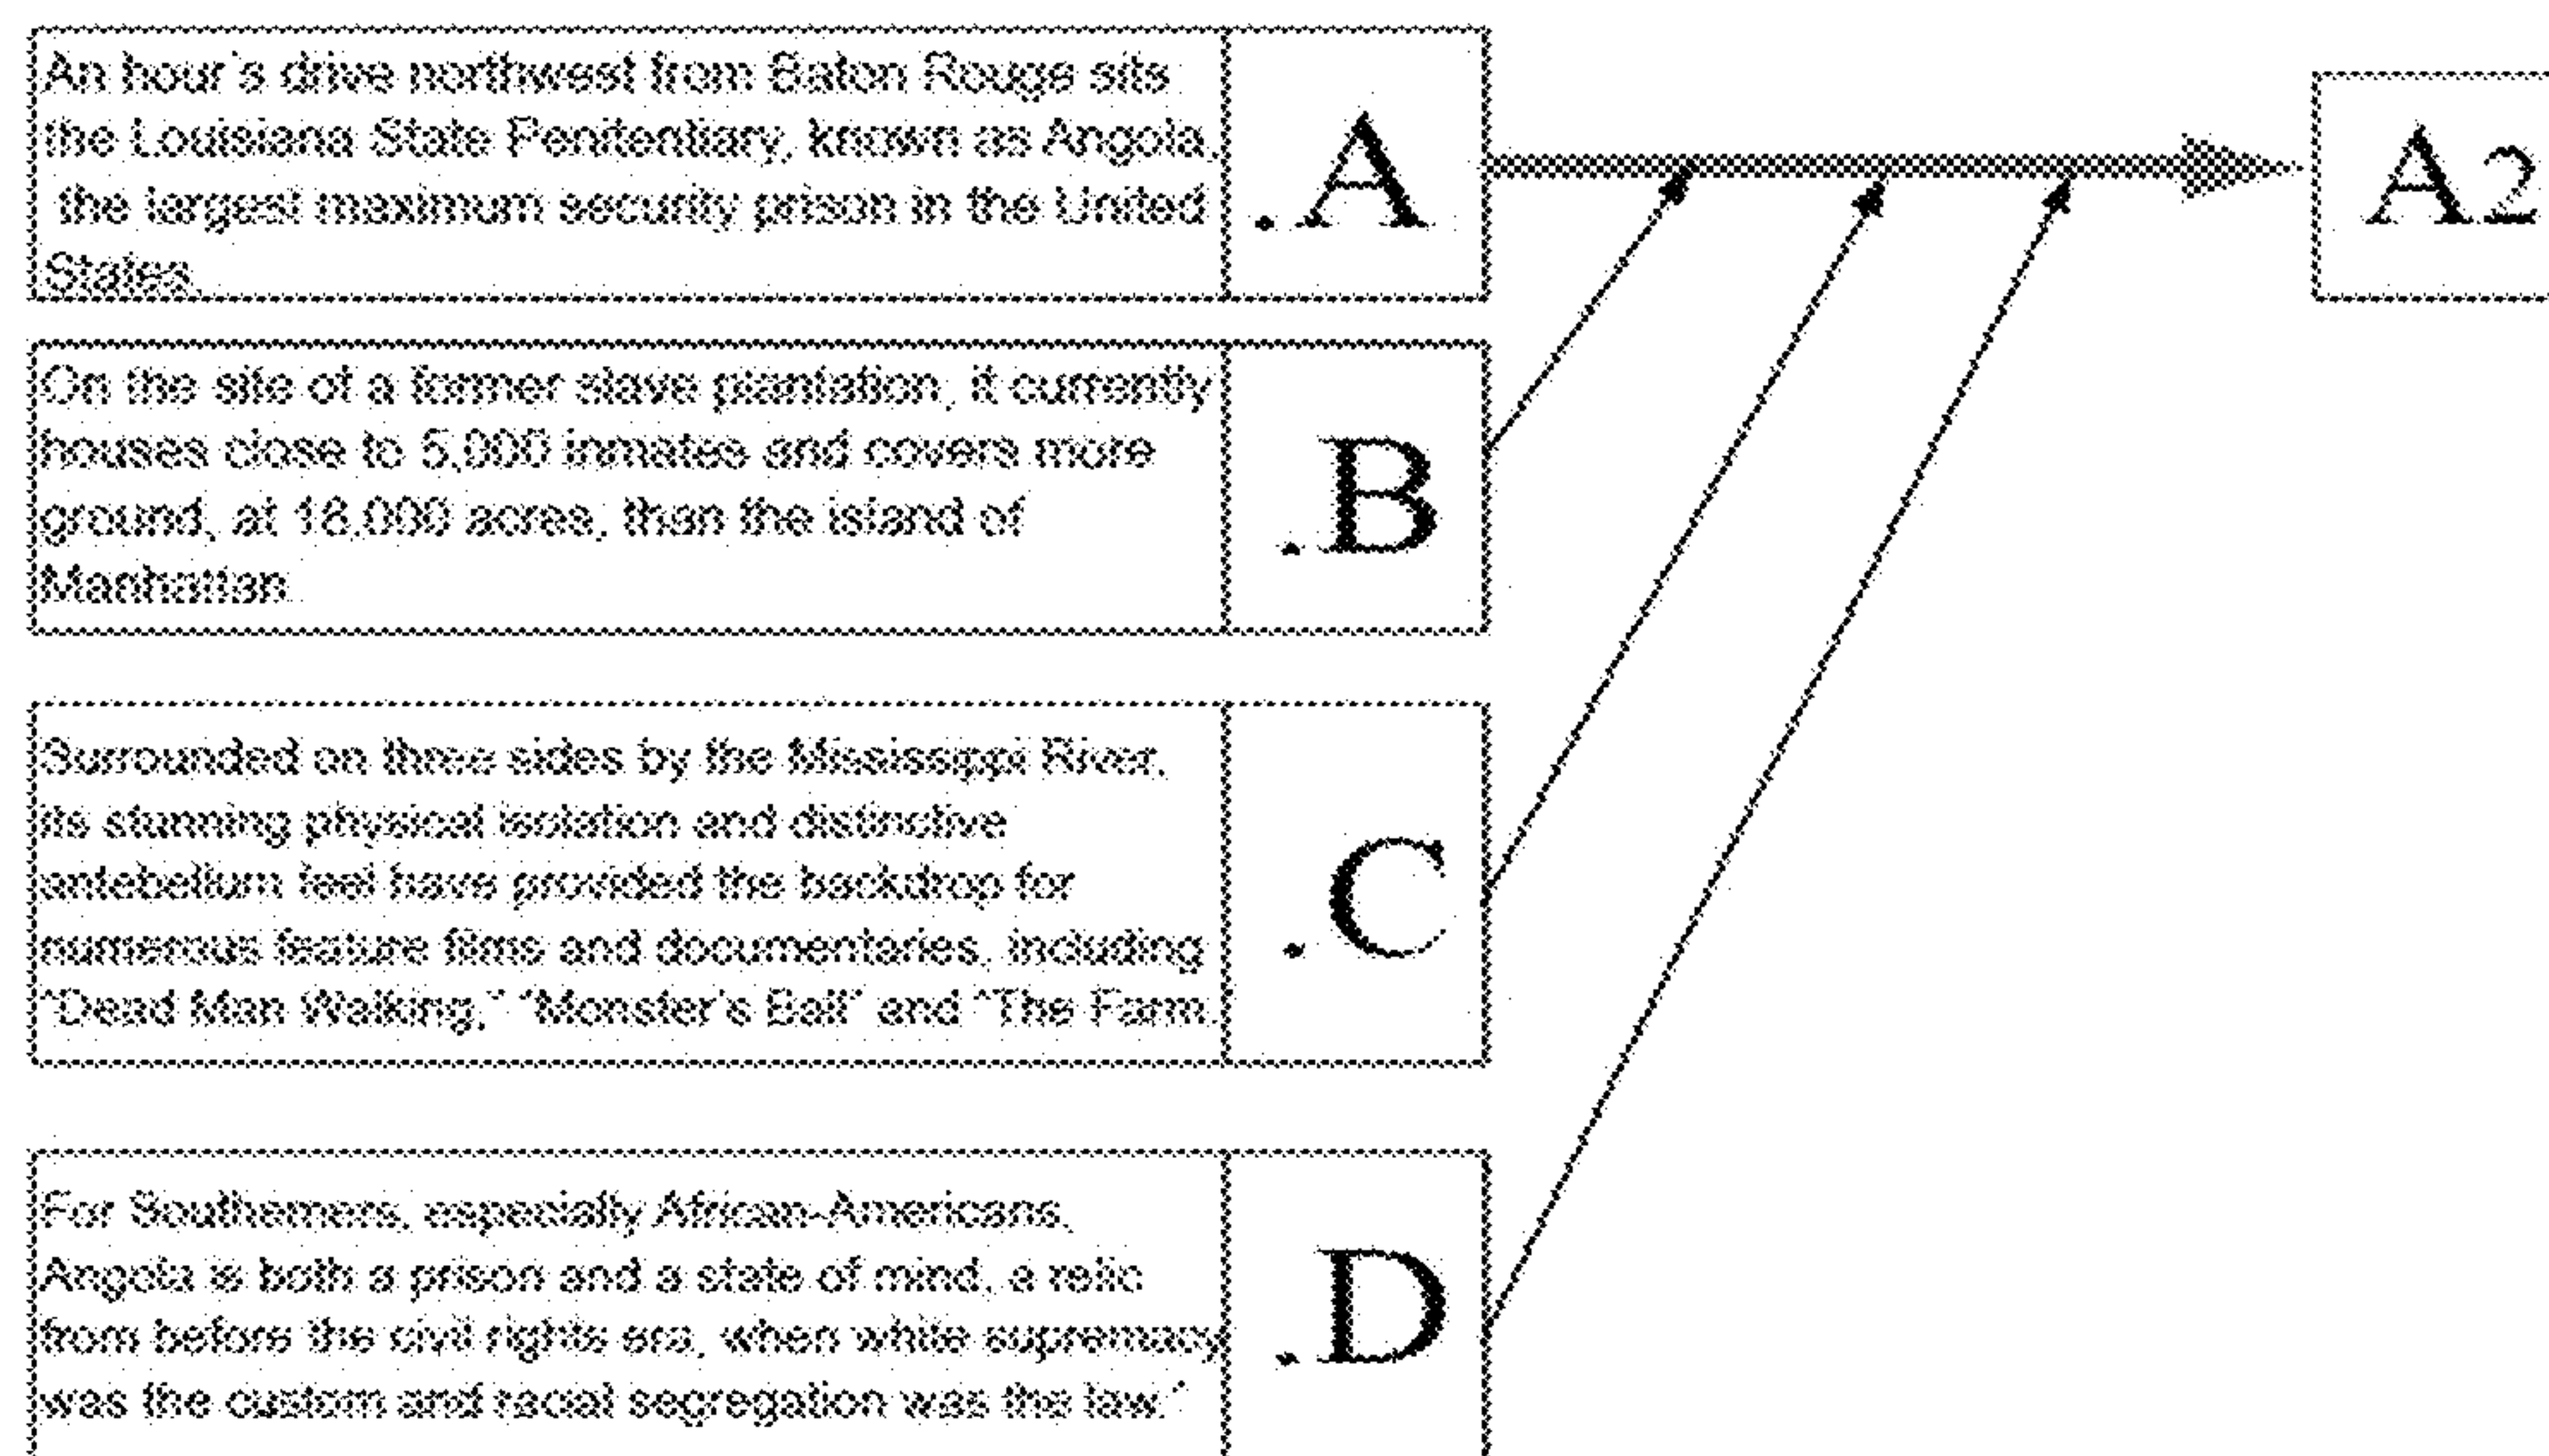 An hour's drive northwest from Baton Rouge sits
the Louisiana State Penitentiary, known as Angola,
the largest maximum security prison in the United
States.
.A
A2
On the site of a former slave plantation, it currently
houses close to 5,000 inmates and covers more
ground, at 18,000 acres, than the island of
Manhattan.
.B
Surrounded on three sides by the Mississippi River,
its stunning physical isolation and distinctive
antebellum feel have provided the backdrop for
numerous feature films and documentaries, including
"Dead Man Walking," "Monster's Ball" and "The Farm.
.C
For Southerners, especially African-Americans,
Angola is both a prison and a state of mind, a relic
from before the civil rights era, when white supremacy
was the custom and racial segregation was the law."
.D